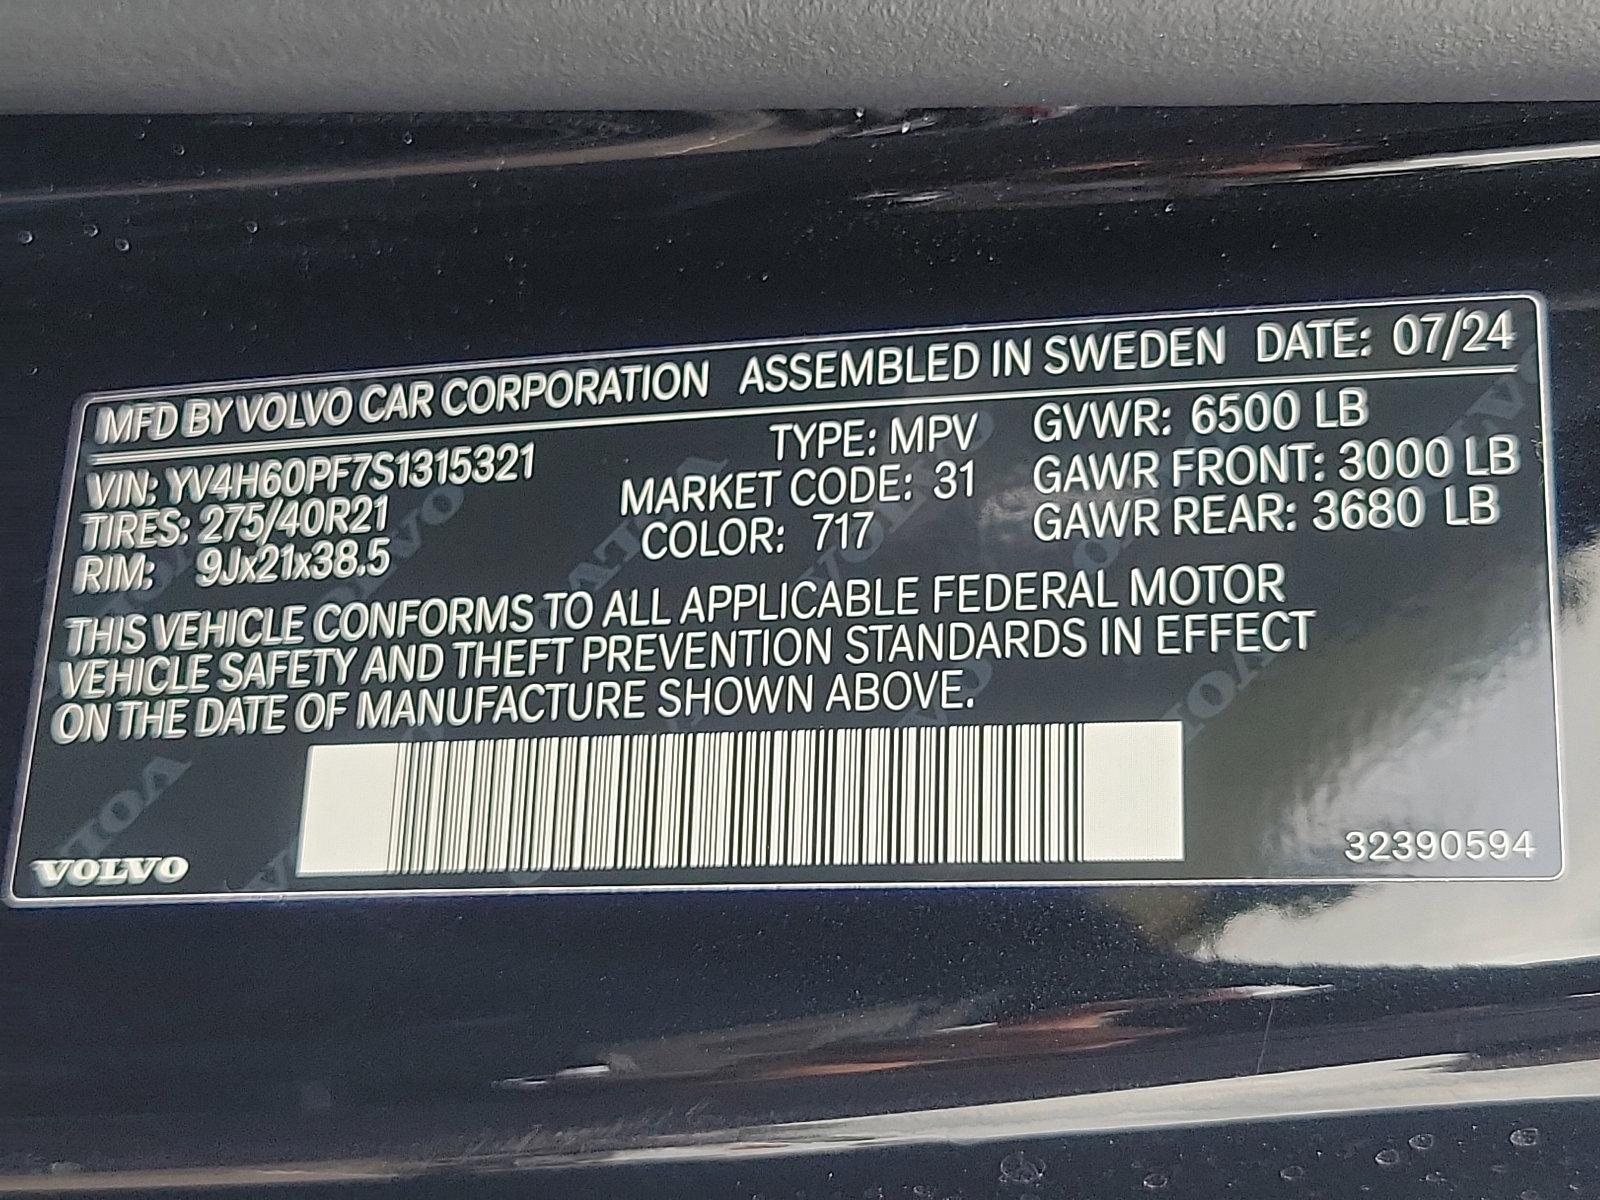 MFD BY VOLVO CAR CORPORATION ASSEMBLED IN SWEDEN DATE: 07/24
VIN: YV4H60PF7S1315321 TYPE: MPV GVWR: 6500 LB
TIRES: 275/40R21 MARKET CODE: 31 GAWR FRONT: 3000 LB
RIM: 9Jx21x38.5 COLOR: 717 GAWR REAR: 3680 LB
THIS VEHICLE CONFORMS TO ALL APPLICABLE FEDERAL MOTOR
VEHICLE SAFETY AND THEFT PREVENTION STANDARDS IN EFFECT
ON THE DATE OF MANUFACTURE SHOWN ABOVE.
VOLVO 32390594